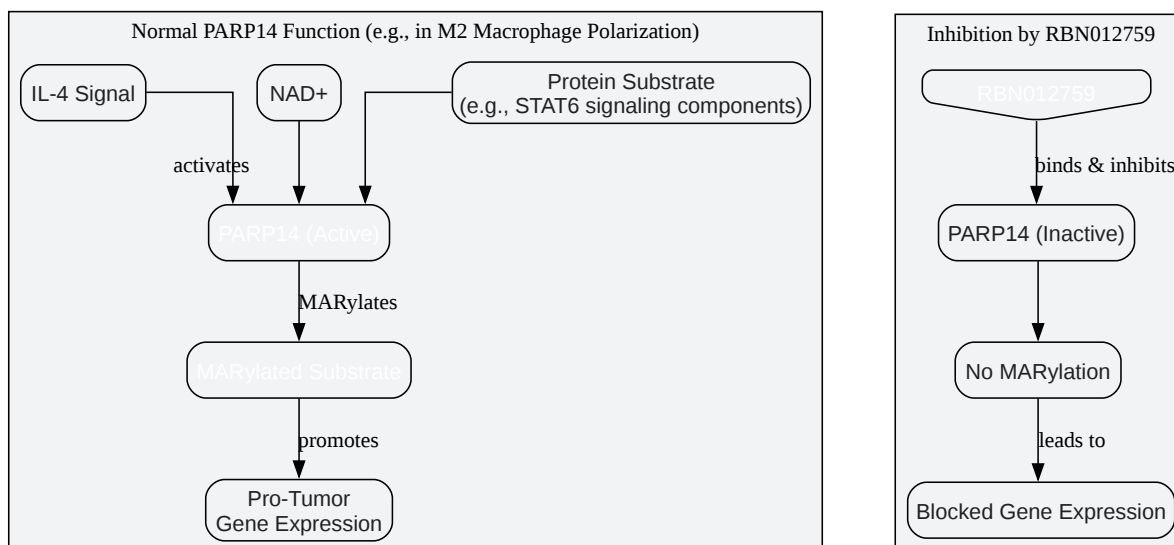 Normal PARP14 Function (e.g., in M2 Macrophage Polarization)
IL-4 Signal
NAD+
Protein Substrate
(e.g., STAT6 signaling components)
activates
PARP14 (Active)
MARylates
MARylated Substrate
promotes
Pro-Tumor
Gene Expression
Inhibition by RBN012759
RBN012759
binds & inhibits
PARP14 (Inactive)
No MARylation
leads to
Blocked Gene Expression